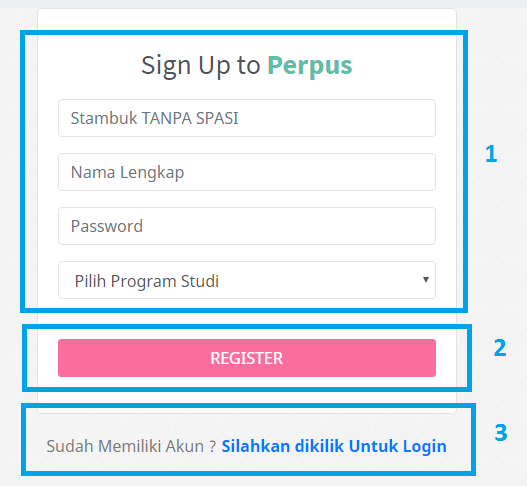 Sign Up to Perpus
Stambuk TANPA SPASI
Nama Lengkap
Password
Pilih Program Studi
1
REGISTER
2
Sudah Memiliki Akun ? Silahkan dikilik Untuk Login
3